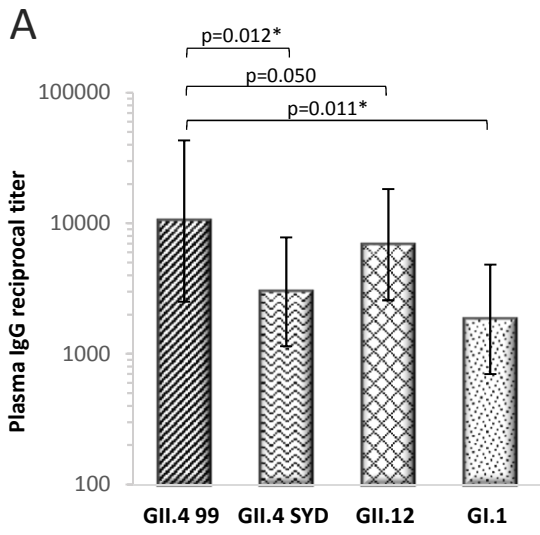 A
p=0.012*
p=0.050
p=0.011*
Plasma IgG reciprocal titer
100000
10000
1000
100
GII.4 99 GII.4 SYD GII.12 GI.1